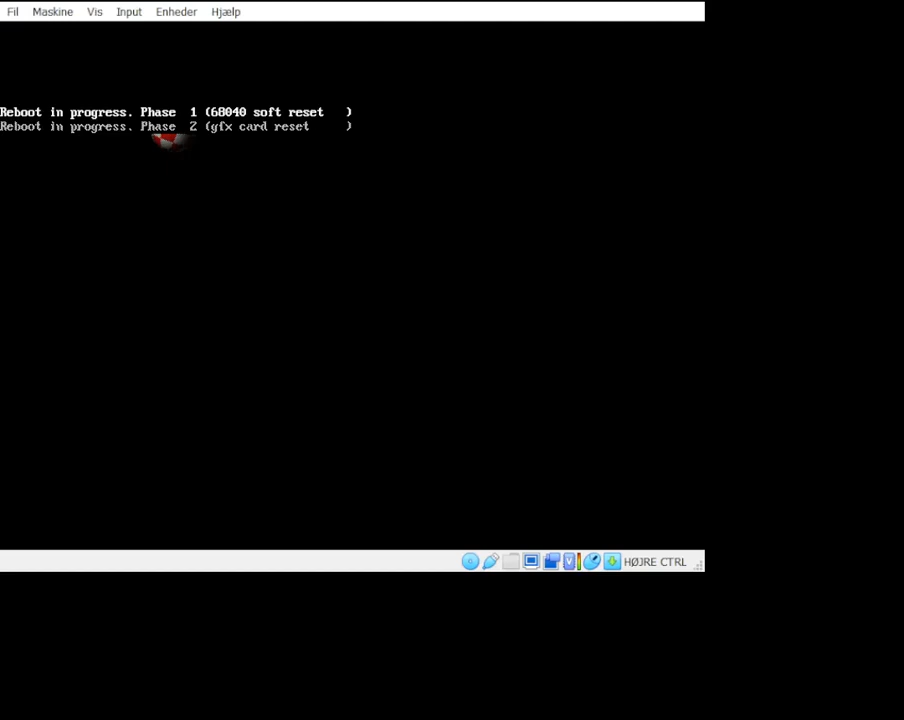 Fil Maskine Vis Input Enheder Hjælp
Reboot in progress. Phase 1 (68040 soft reset )
Reboot in progress. Phase 2 (gfx card reset )
HØJRE CTRL